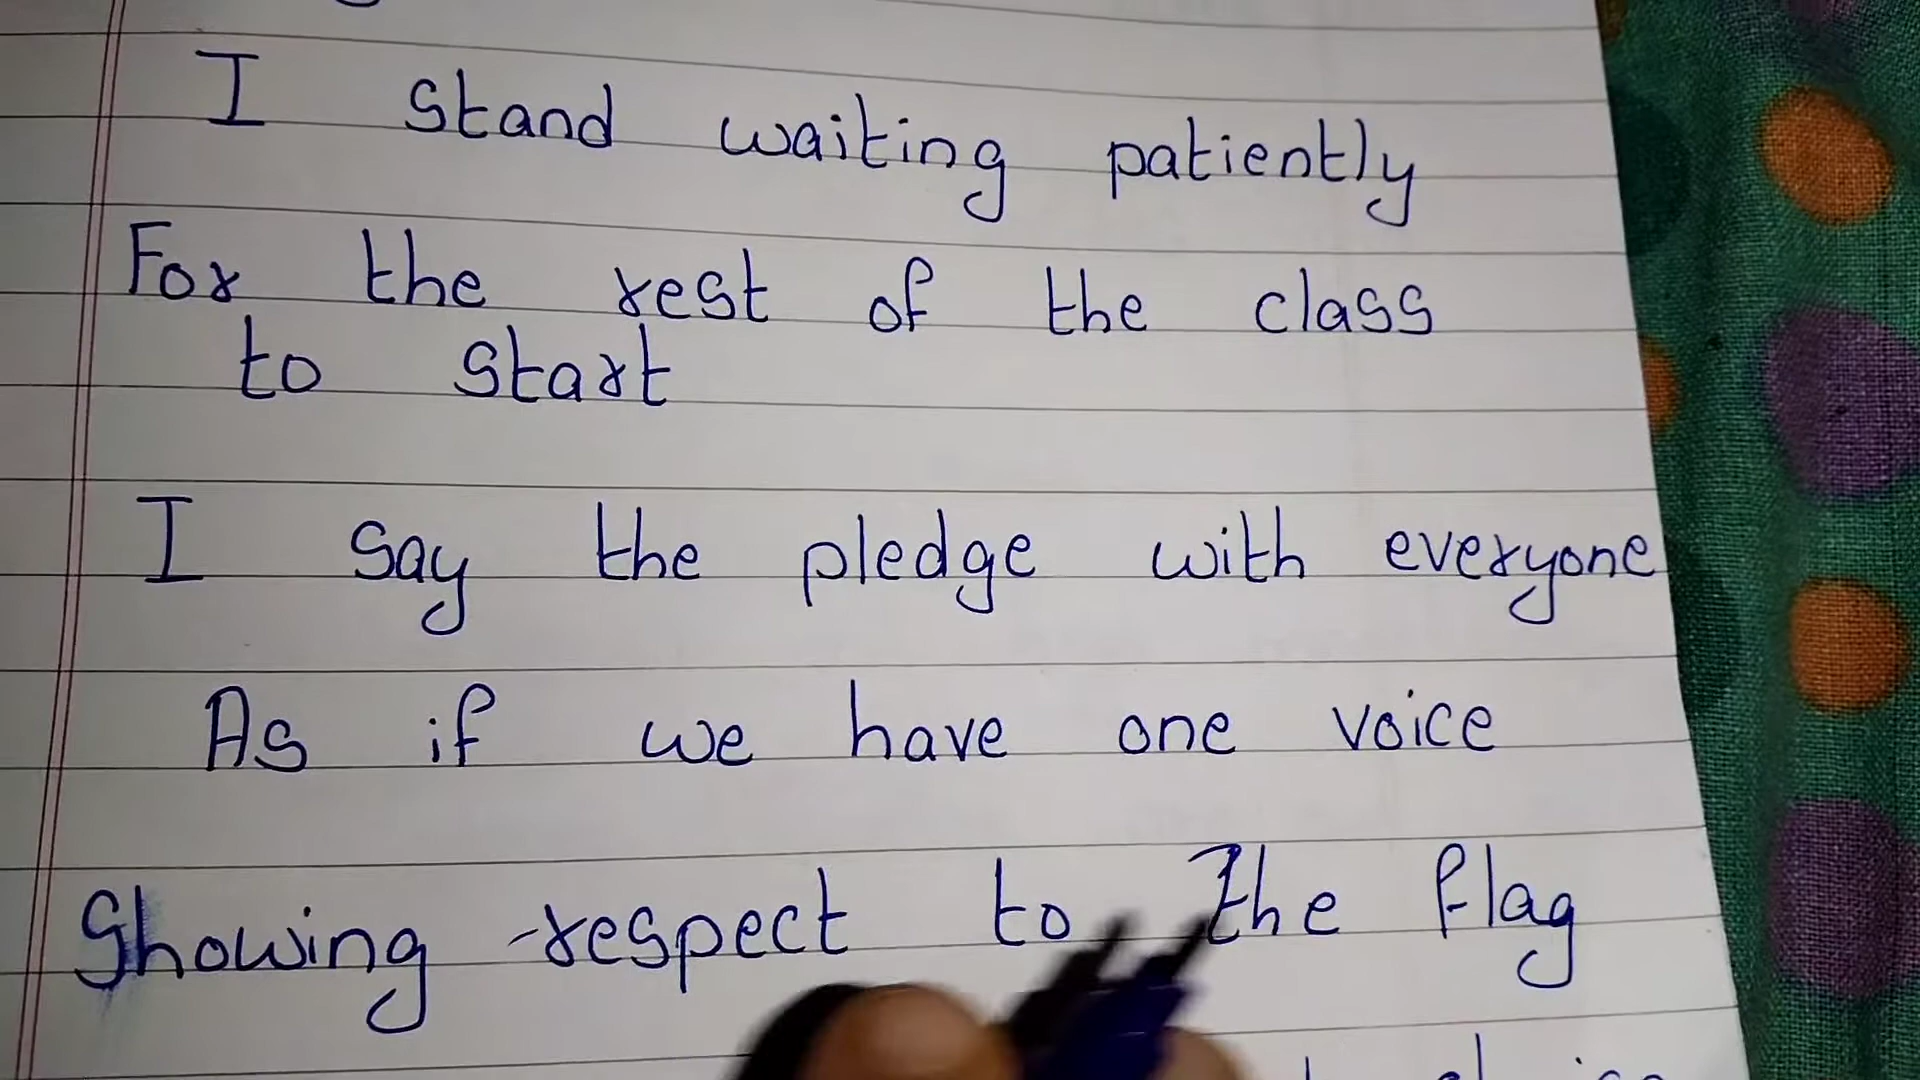 I stand waiting patiently
For the rest of the class
to start
I say the pledge with everyone
As if we have one voice
Showing respect to the flag